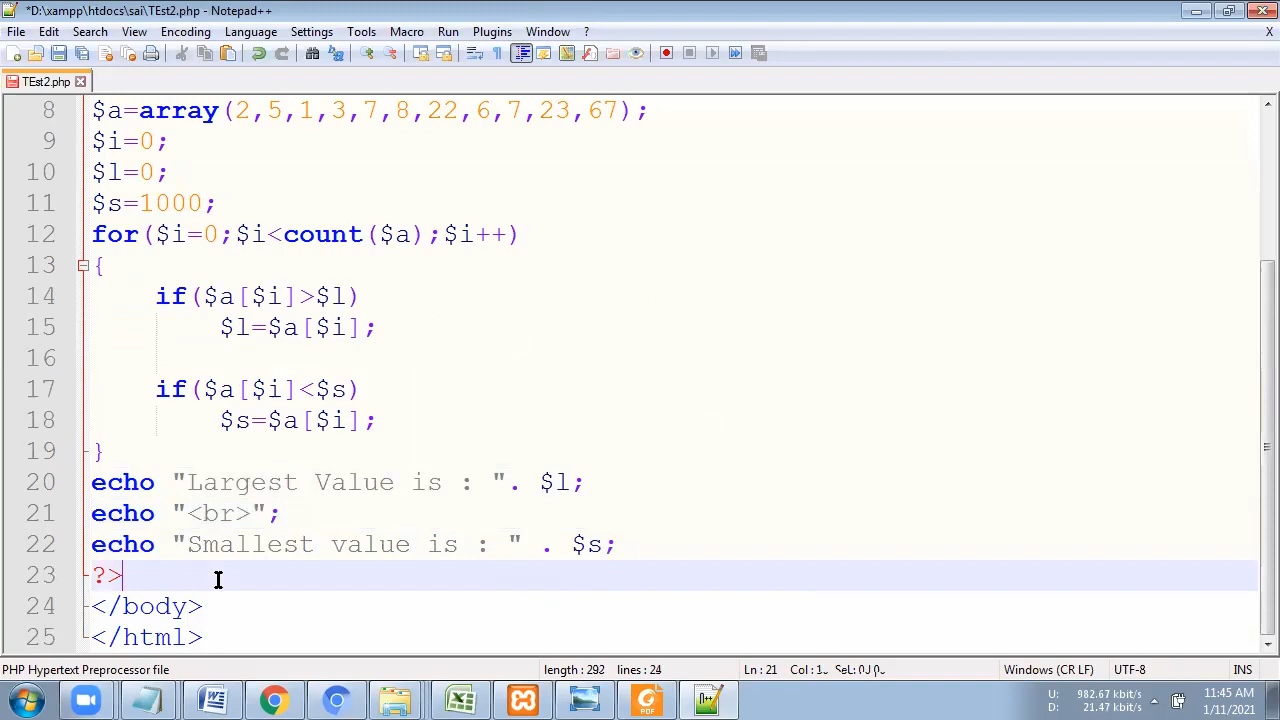 *D:\xampp\htdocs\sai\TEst2.php - Notepad++
File Edit Search View Encoding Language Settings Tools Macro Run Plugins Window ? X
TEst2.php
8 $a=array(2,5,1,3,7,8,22,6,7,23,67);
9 $i=0;
10 $l=0;
11 $s=1000;
12 for($i=0;$i<count($a);$i++)
13 {
14 if($a[$i]>$l)
15 $l=$a[$i];
16
17 if($a[$i]<$s)
18 $s=$a[$i];
19 }
20 echo "Largest Value is : ". $l;
21 echo "<br>";
22 echo "Smallest value is : " . $s;
23 ?>
24 </body>
25 </html>
PHP Hypertext Preprocessor file length : 292 lines : 24 Ln : 21 Windows (CR LF) UTF-8 INS
U: 982.67 kbit/s 11:45 AM
D: 21.47 kbit/s 1/11/2021
PDF